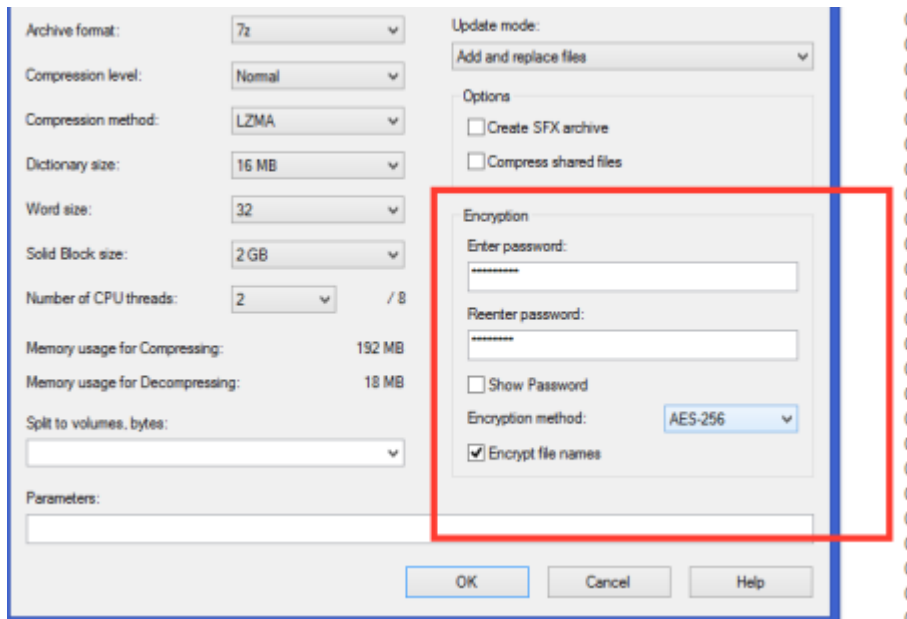 Archive format: 7z
Compression level: Normal
Compression method: LZMA
Dictionary size: 16 MB
Word size: 32
Solid Block size: 2 GB
Number of CPU threads: 2 / 8
Memory usage for Compressing: 192 MB
Memory usage for Decompressing: 18 MB
Split to volumes, bytes:
Parameters:
Update mode:
Add and replace files
Options
Create SFX archive
Compress shared files
Encryption
Enter password:
*********
Reenter password:
********
Show Password
Encryption method: AES-256
Encrypt file names
OK Cancel Help